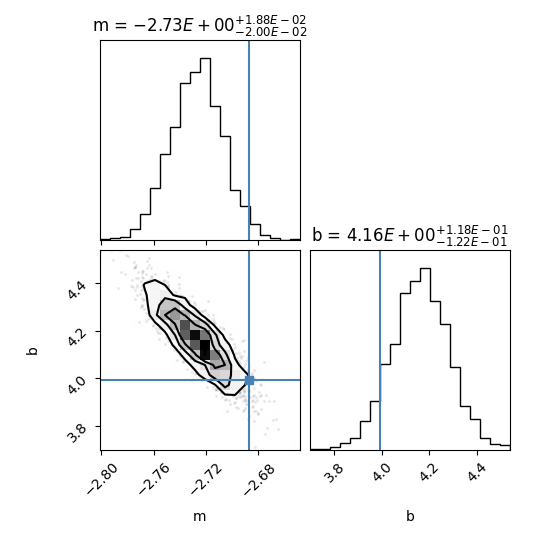 m = −2.73E + 00+1.88E − 02 −2.00E − 02
b = 4.16E + 00+1.18E − 01 −1.22E − 01
4.4
4.2
4.0
3.8
b
−2.80 −2.76 −2.72 −2.68
3.8 4.0 4.2 4.4
m
b